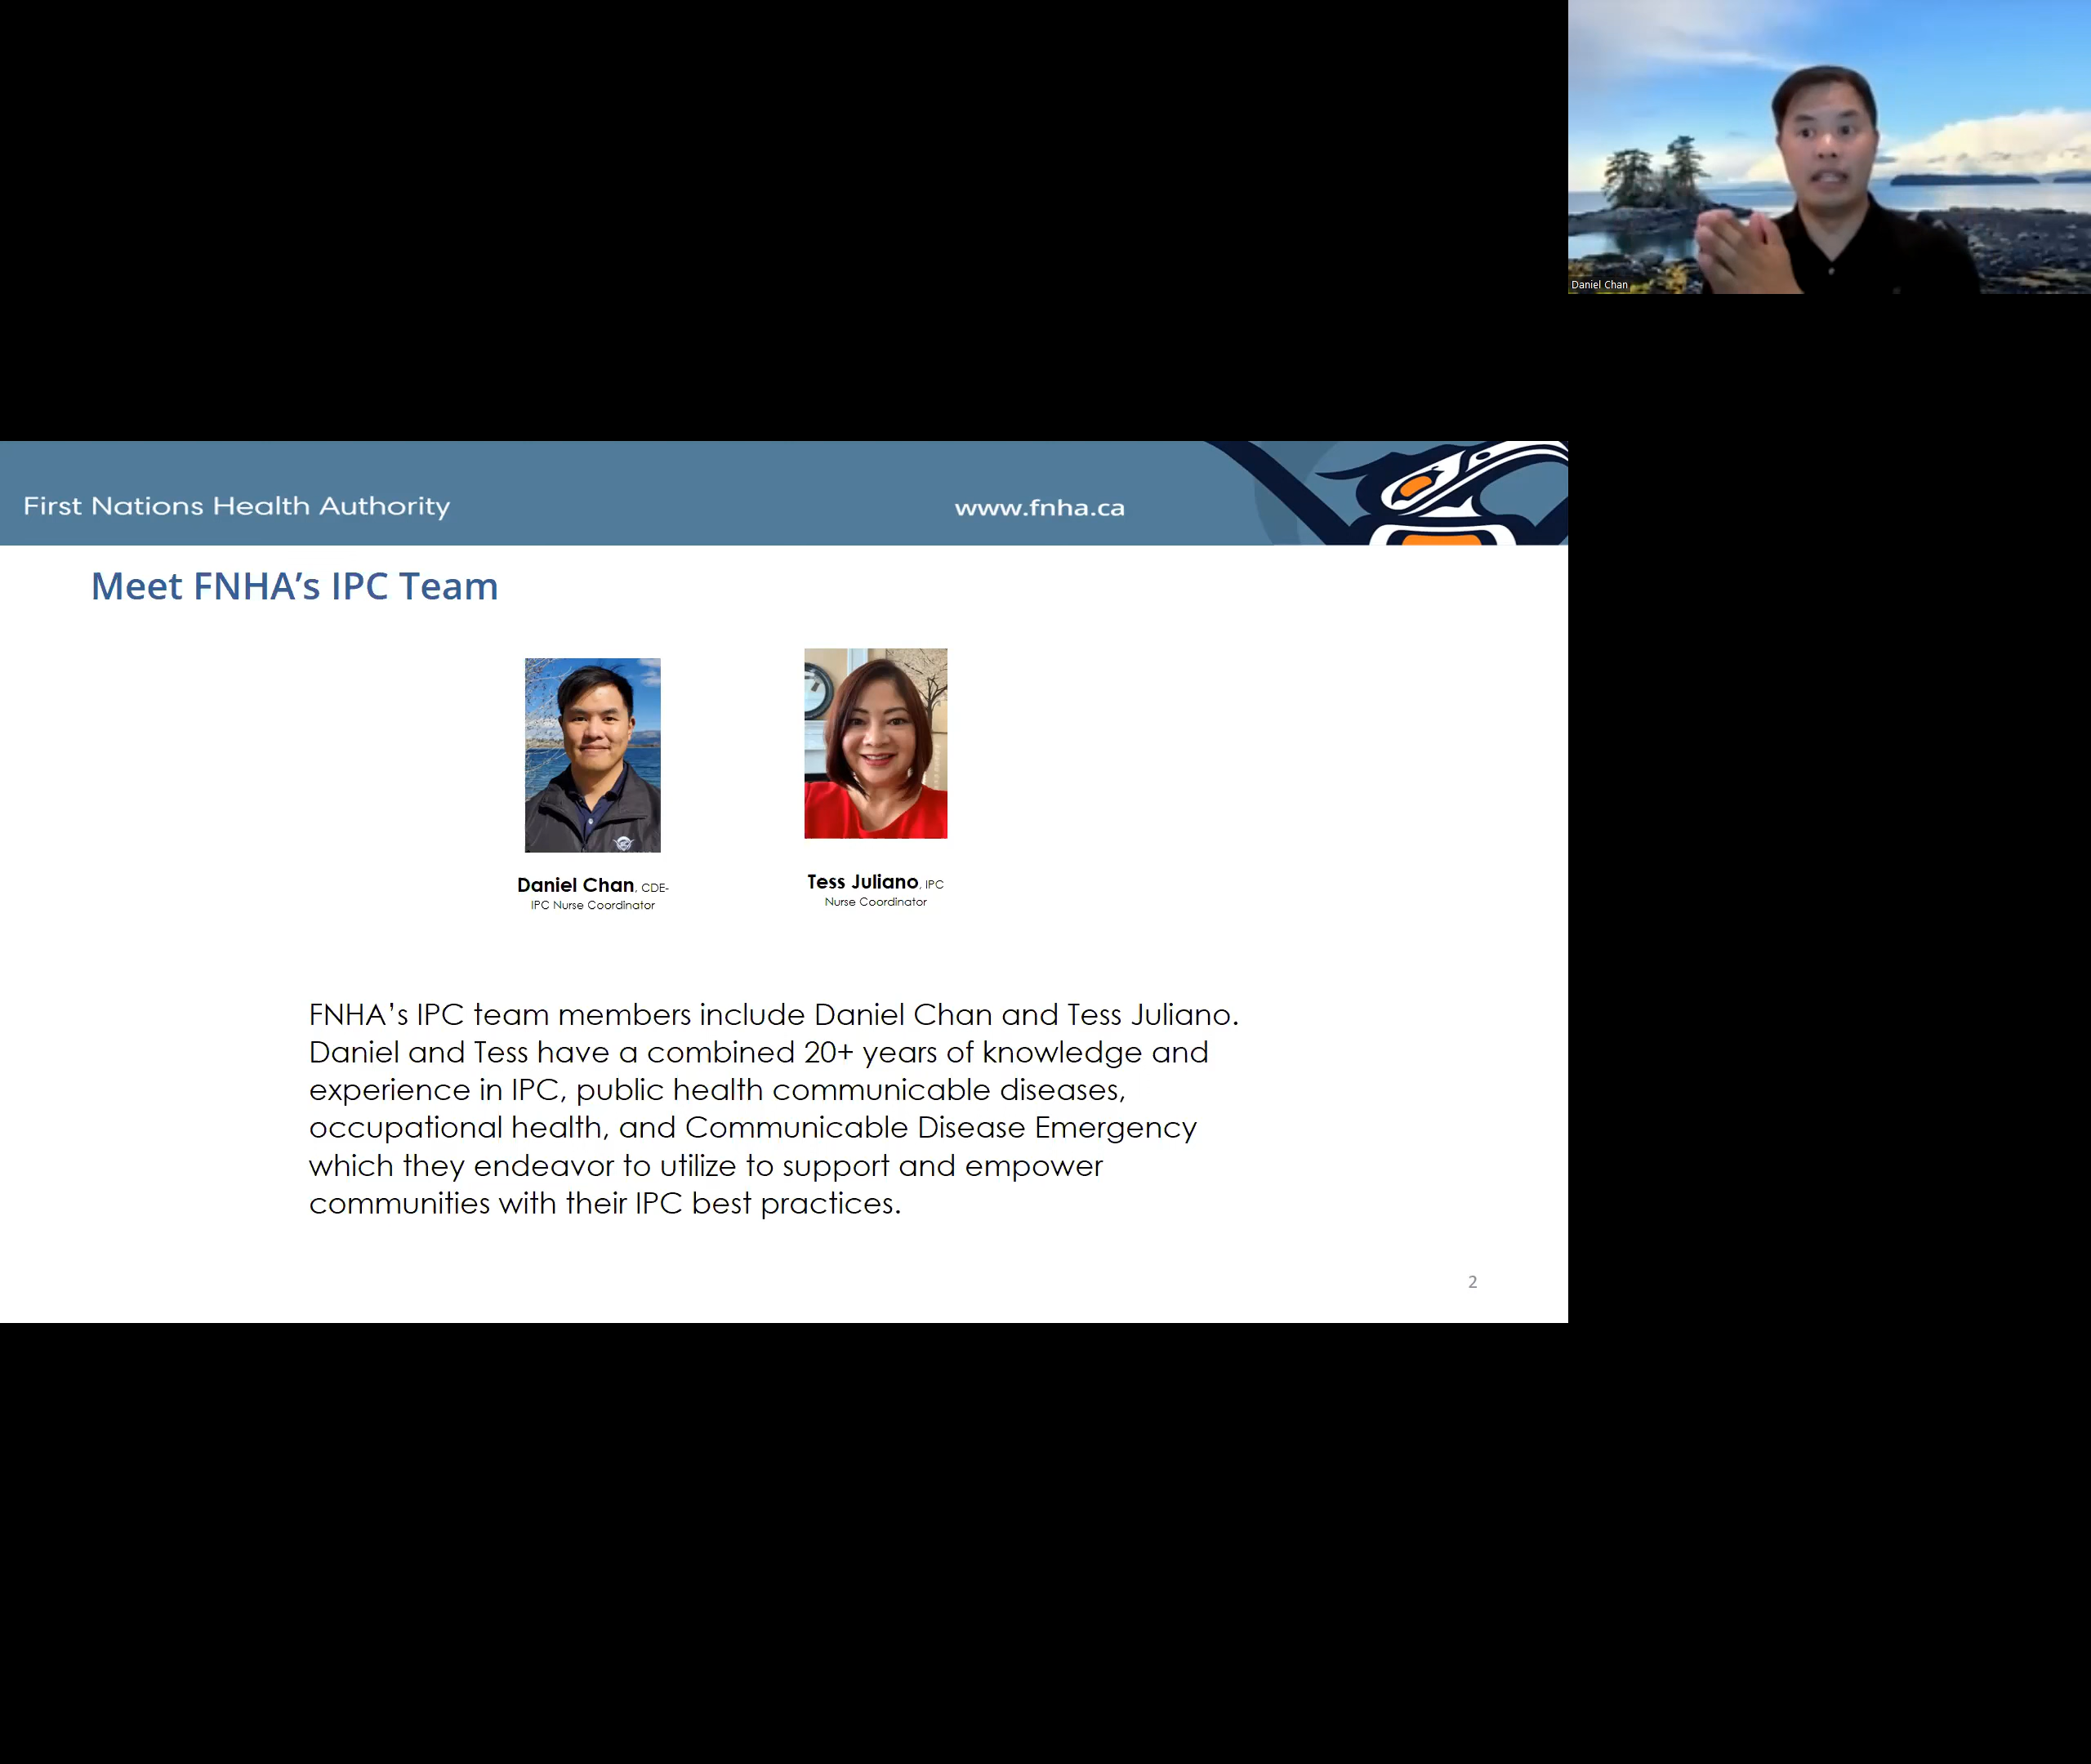 Daniel Chan
First Nations Health Authority
www.fnha.ca
Meet FNHA’s IPC Team
Daniel Chan, CDE-
IPC Nurse Coordinator
Tess Juliano, IPC
Nurse Coordinator
FNHA’s IPC team members include Daniel Chan and Tess Juliano.
Daniel and Tess have a combined 20+ years of knowledge and
experience in IPC, public health communicable diseases,
occupational health, and Communicable Disease Emergency
which they endeavor to utilize to support and empower
communities with their IPC best practices.
2